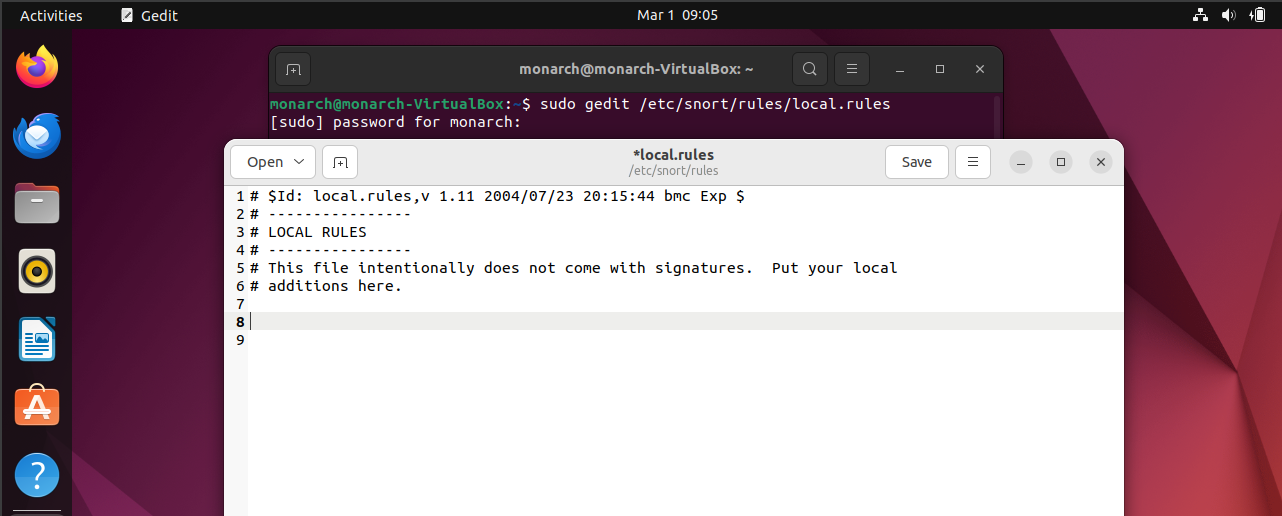 Activities Gedit Mar 1 09:05
monarch@monarch-VirtualBox: ~
monarch@monarch-VirtualBox:~$ sudo gedit /etc/snort/rules/local.rules
[sudo] password for monarch:
Open *local.rules Save
/etc/snort/rules
1 # $Id: local.rules,v 1.11 2004/07/23 20:15:44 bmc Exp $
2 # ----------------
3 # LOCAL RULES
4 # ----------------
5 # This file intentionally does not come with signatures.  Put your local
6 # additions here.
7
8
9